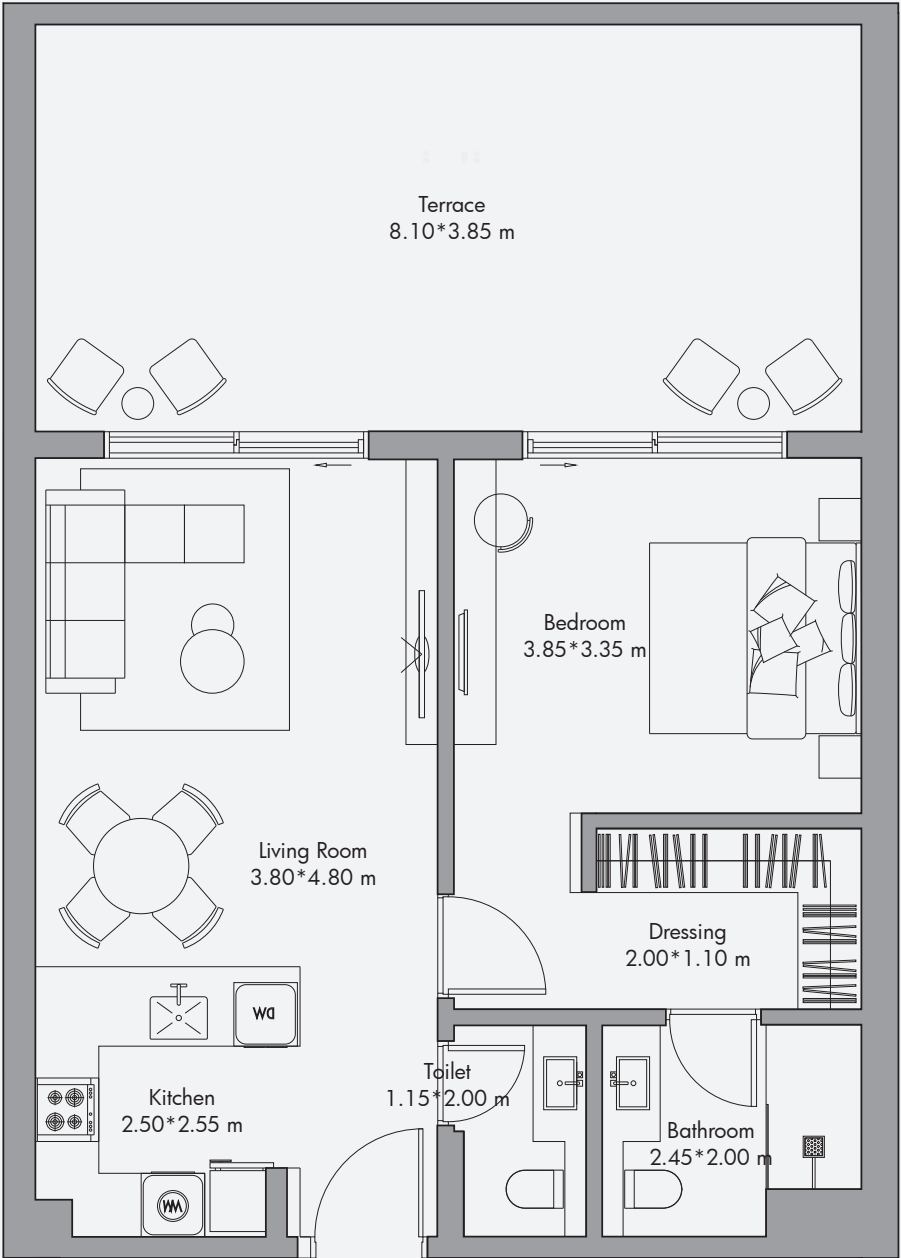 Terrace
8.10*3.85 m
Bedroom
3.85*3.35 m
Living Room
3.80*4.80 m
Dressing
2.00*1.10 m
DW
Toilet
1.15*2.00 m
Kitchen
2.50*2.55 m
Bathroom
2.45*2.00 m
WM